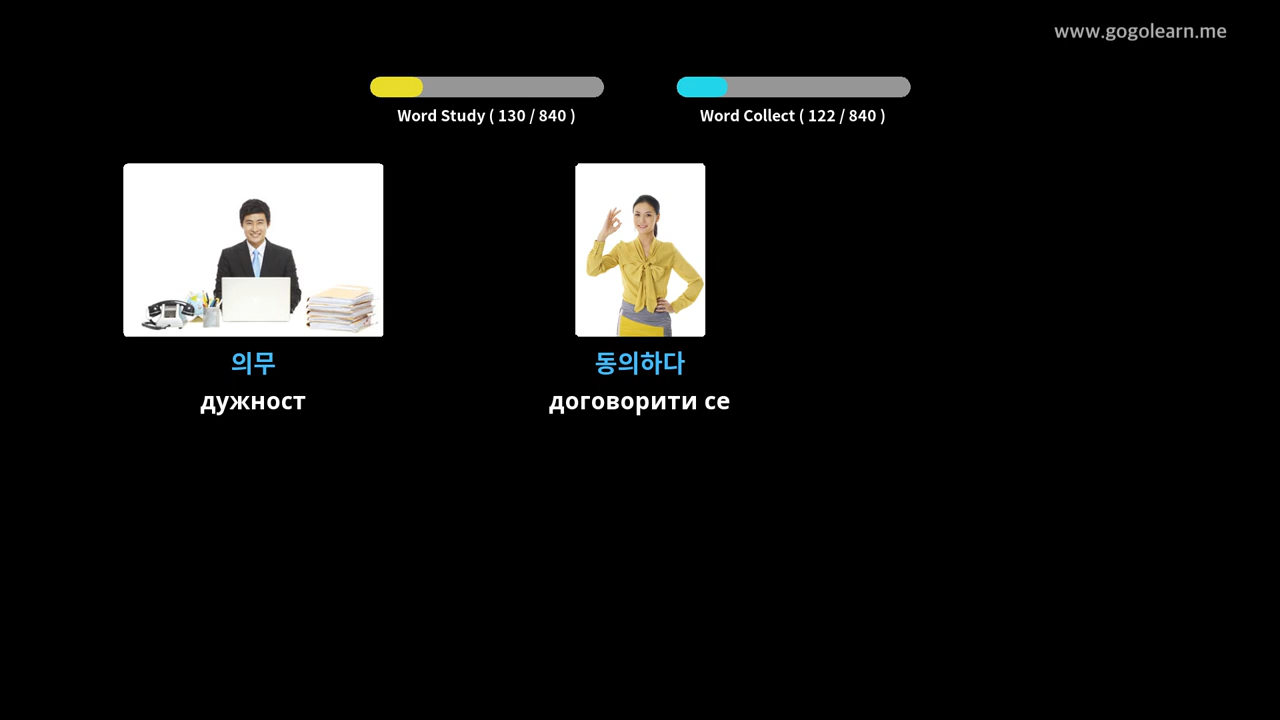 www.gogolearn.me
Word Study ( 130 / 840 )
Word Collect ( 122 / 840 )
의무
дужност
동의하다
договорити се